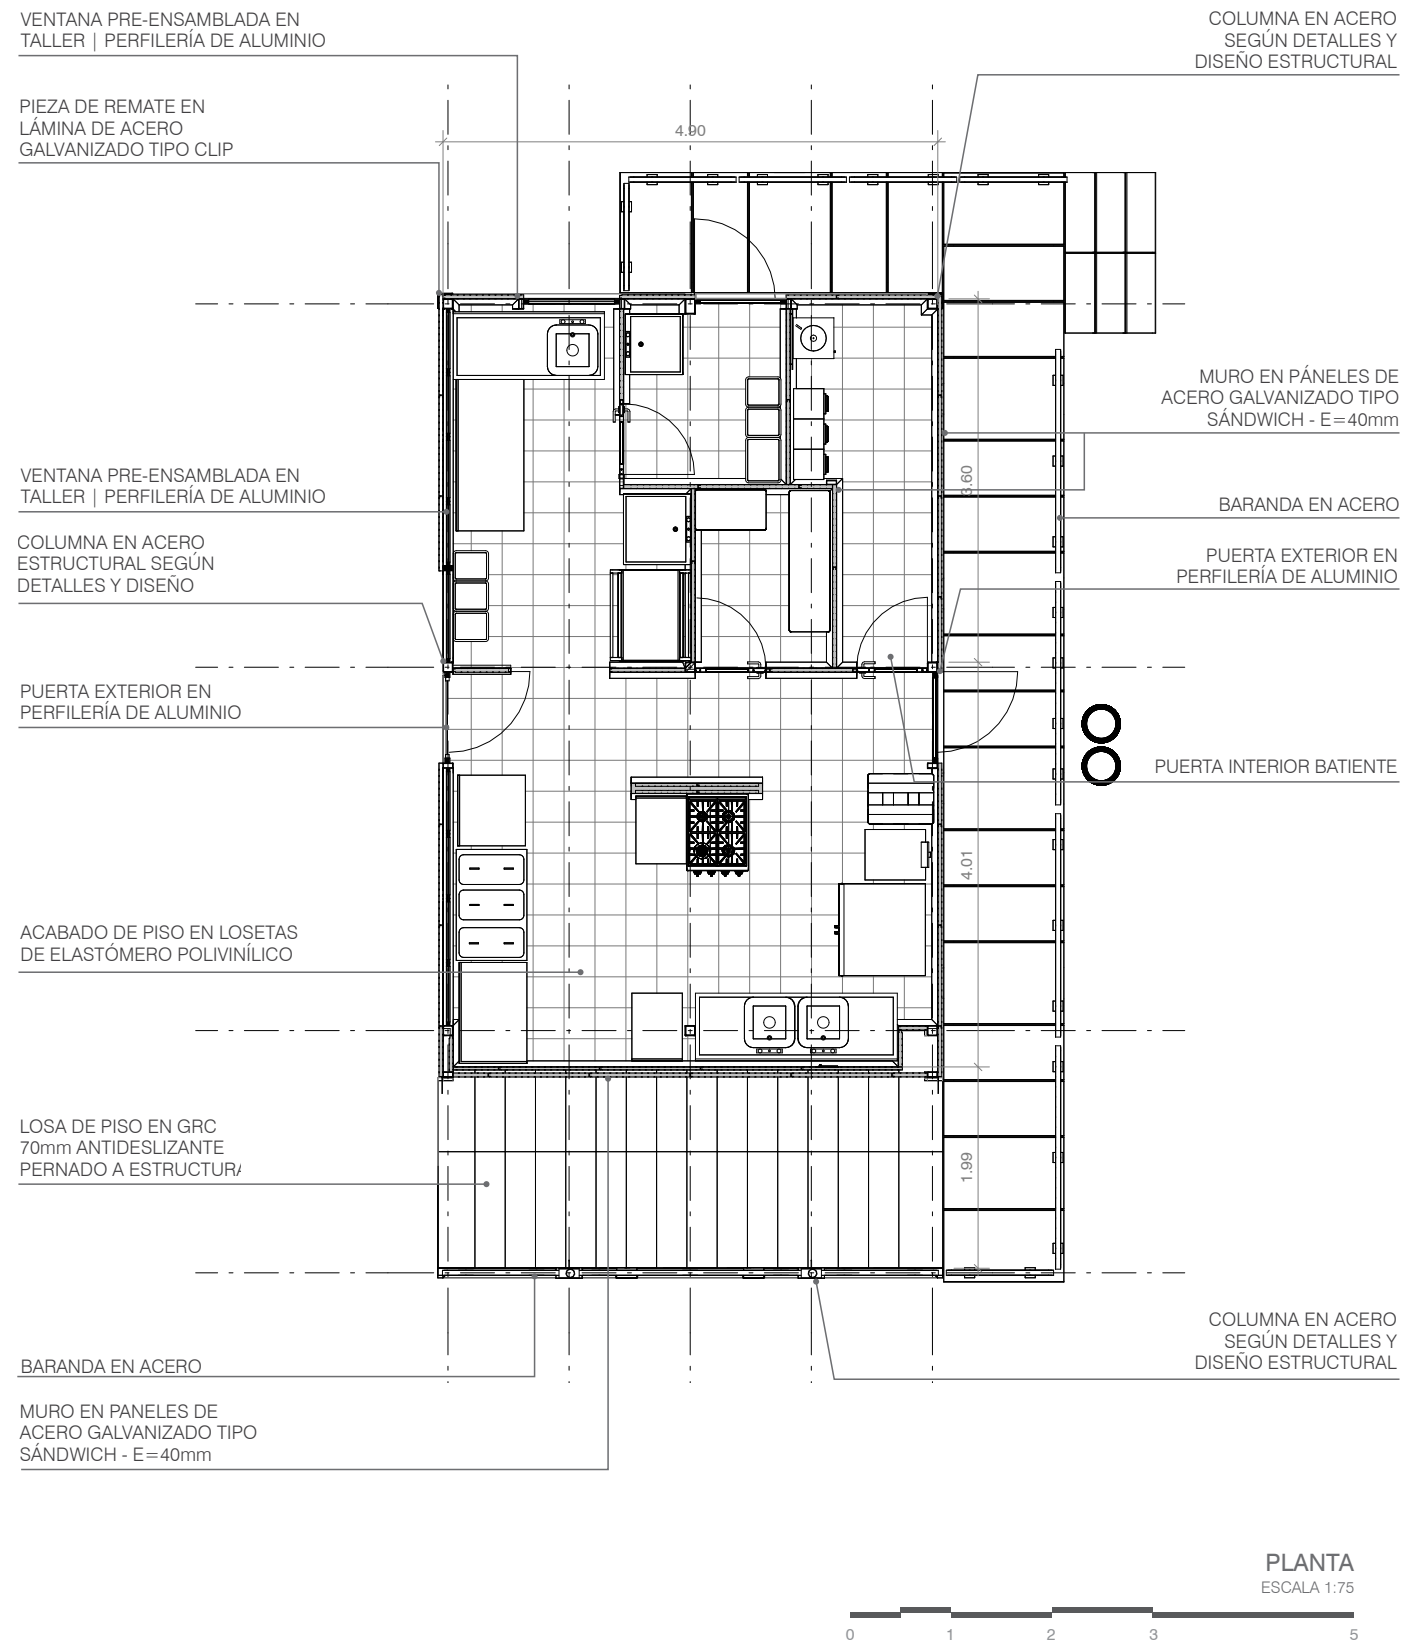 VENTANA PRE-ENSAMBLADA EN
TALLER | PERFILERÍA DE ALUMINIO
PIEZA DE REMATE EN
LÁMINA DE ACERO
GALVANIZADO TIPO CLIP
VENTANA PRE-ENSAMBLADA EN
TALLER | PERFILERÍA DE ALUMINIO
COLUMNA EN ACERO
ESTRUCTURAL SEGÚN
DETALLES Y DISEÑO
PUERTA EXTERIOR EN
PERFILERÍA DE ALUMINIO
ACABADO DE PISO EN LOSETAS
DE ELASTÓMERO POLIVINÍLICO
LOSA DE PISO EN GRC
70mm ANTIDESLIZANTE
PERNADO A ESTRUCTURA
BARANDA EN ACERO
MURO EN PANELES DE
ACERO GALVANIZADO TIPO
SÁNDWICH - E=40mm
4.90
3.60
4.01
1.99
COLUMNA EN ACERO
SEGÚN DETALLES Y
DISEÑO ESTRUCTURAL
MURO EN PÁNELES DE
ACERO GALVANIZADO TIPO
SÁNDWICH - E=40mm
BARANDA EN ACERO
PUERTA EXTERIOR EN
PERFILERÍA DE ALUMINIO
PUERTA INTERIOR BATIENTE
COLUMNA EN ACERO
SEGÚN DETALLES Y
DISEÑO ESTRUCTURAL
PLANTA
ESCALA 1:75
0 1 2 3 5